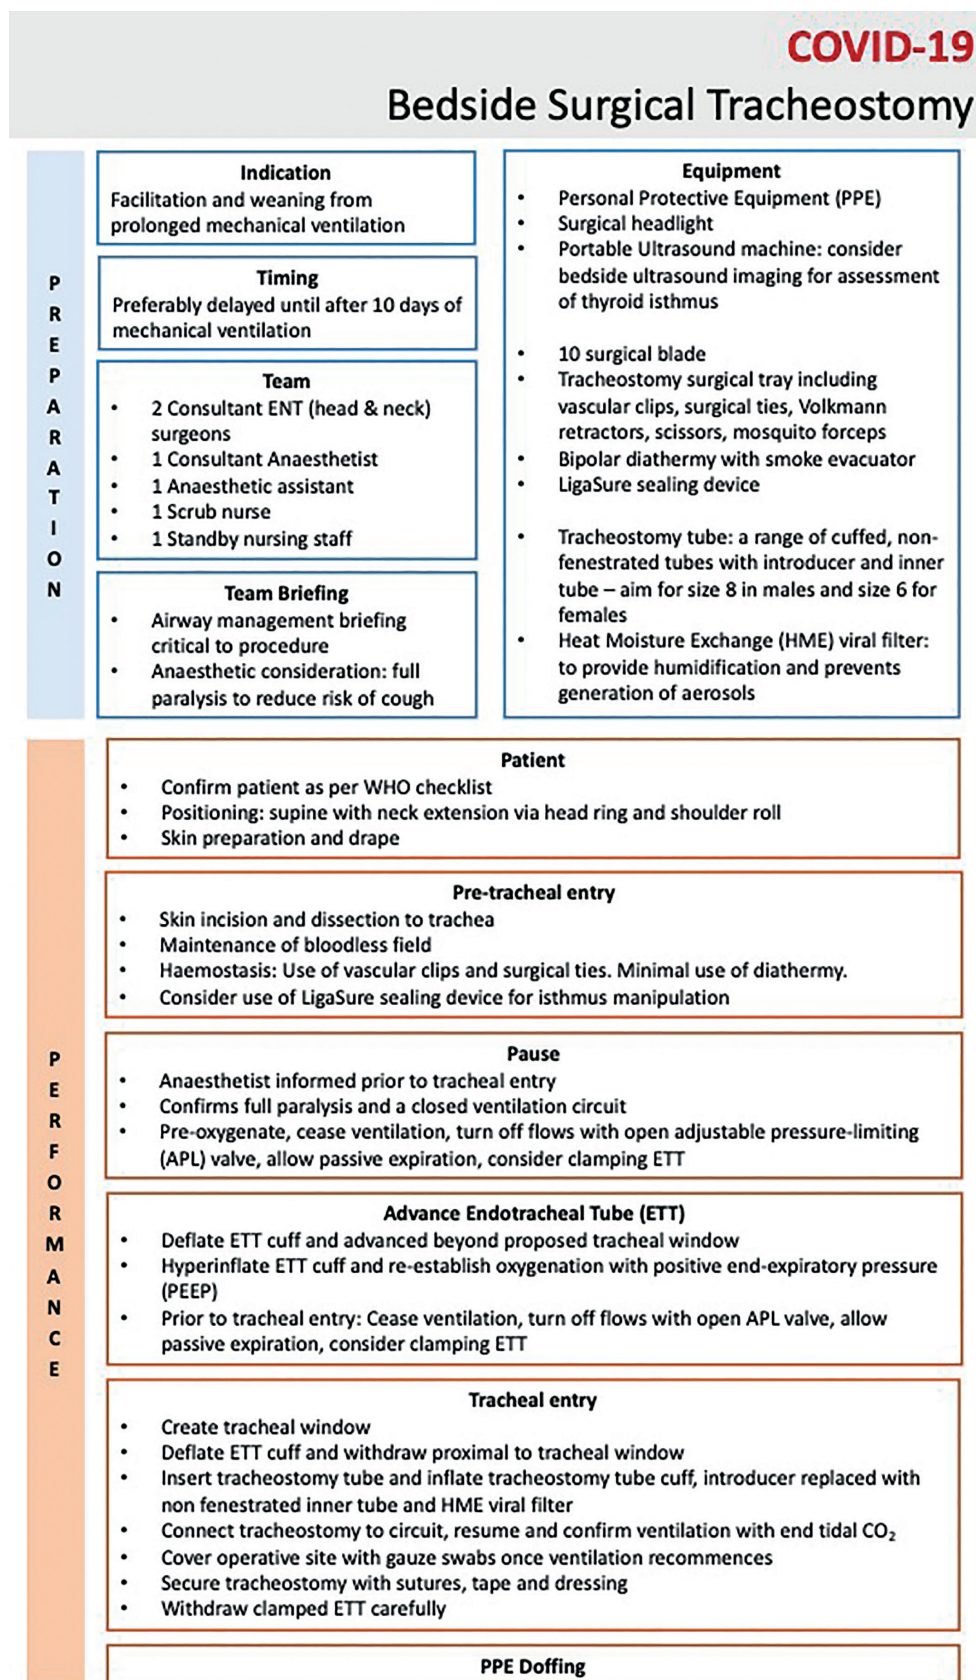 COVID-19
Bedside Surgical Tracheostomy
PREPARATION
Indication
Facilitation and weaning from
prolonged mechanical ventilation
Timing
Preferably delayed until after 10 days of
mechanical ventilation
Team
• 2 Consultant ENT (head & neck)
surgeons
• 1 Consultant Anaesthetist
• 1 Anaesthetic assistant
• 1 Scrub nurse
• 1 Standby nursing staff
Team Briefing
• Airway management briefing
critical to procedure
• Anaesthetic consideration: full
paralysis to reduce risk of cough
Equipment
• Personal Protective Equipment (PPE)
• Surgical headlight
• Portable Ultrasound machine: consider
bedside ultrasound imaging for assessment
of thyroid isthmus
• 10 surgical blade
• Tracheostomy surgical tray including
vascular clips, surgical ties, Volkmann
retractors, scissors, mosquito forceps
• Bipolar diathermy with smoke evacuator
• LigaSure sealing device
• Tracheostomy tube: a range of cuffed, non-
fenestrated tubes with introducer and inner
tube – aim for size 8 in males and size 6 for
females
• Heat Moisture Exchange (HME) viral filter:
to provide humidification and prevents
generation of aerosols
PERFORMANCE
Patient
• Confirm patient as per WHO checklist
• Positioning: supine with neck extension via head ring and shoulder roll
• Skin preparation and drape
Pre-tracheal entry
• Skin incision and dissection to trachea
• Maintenance of bloodless field
• Haemostasis: Use of vascular clips and surgical ties. Minimal use of diathermy.
• Consider use of LigaSure sealing device for isthmus manipulation
Pause
• Anaesthetist informed prior to tracheal entry
• Confirms full paralysis and a closed ventilation circuit
• Pre-oxygenate, cease ventilation, turn off flows with open adjustable pressure-limiting
(APL) valve, allow passive expiration, consider clamping ETT
Advance Endotracheal Tube (ETT)
• Deflate ETT cuff and advanced beyond proposed tracheal window
• Hyperinflate ETT cuff and re-establish oxygenation with positive end-expiratory pressure
(PEEP)
• Prior to tracheal entry: Cease ventilation, turn off flows with open APL valve, allow
passive expiration, consider clamping ETT
Tracheal entry
• Create tracheal window
• Deflate ETT cuff and withdraw proximal to tracheal window
• Insert tracheostomy tube and inflate tracheostomy tube cuff, introducer replaced with
non fenestrated inner tube and HME viral filter
• Connect tracheostomy to circuit, resume and confirm ventilation with end tidal CO₂
• Cover operative site with gauze swabs once ventilation recommences
• Secure tracheostomy with sutures, tape and dressing
• Withdraw clamped ETT carefully
PPE Doffing